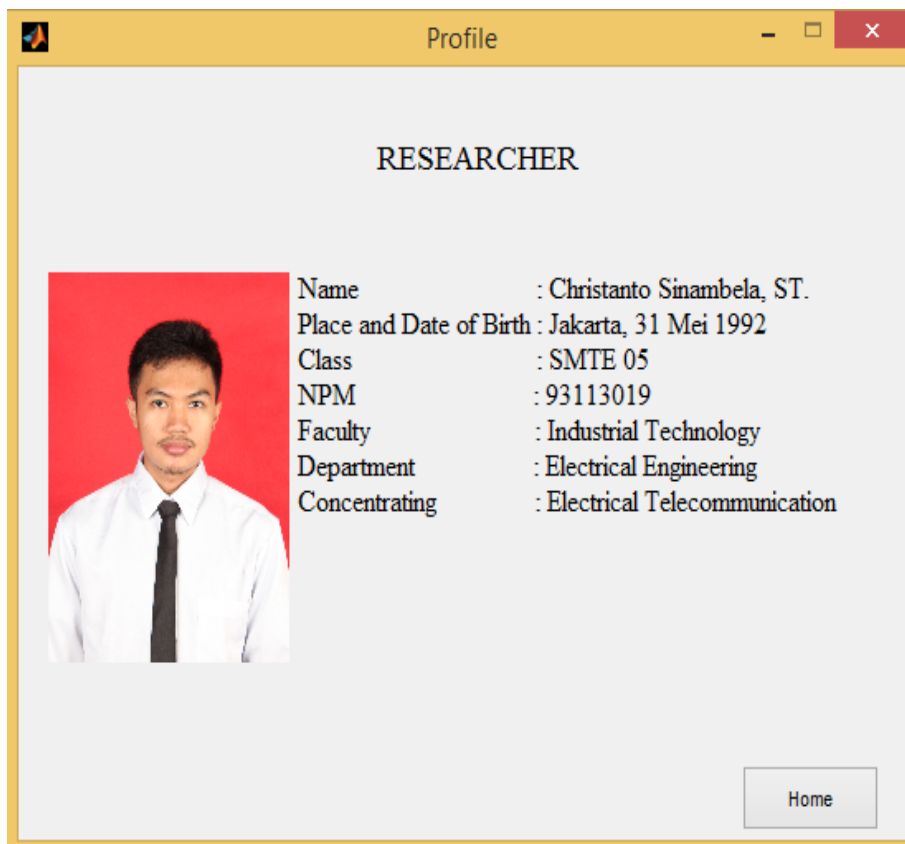 Profile
RESEARCHER
Name : Christanto Sinambela, ST.
Place and Date of Birth : Jakarta, 31 Mei 1992
Class : SMTE 05
NPM : 93113019
Faculty : Industrial Technology
Department : Electrical Engineering
Concentrating : Electrical Telecommunication
Home